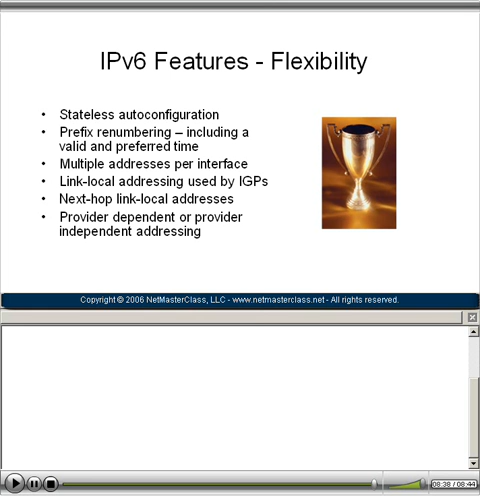 IPv6 Features - Flexibility
• Stateless autoconfiguration
• Prefix renumbering – including a
valid and preferred time
• Multiple addresses per interface
• Link-local addressing used by IGPs
• Next-hop link-local addresses
• Provider dependent or provider
independent addressing
Copyright © 2006 NetMasterClass, LLC - www.netmasterclass.net - All rights reserved.
08:38 / 08:44